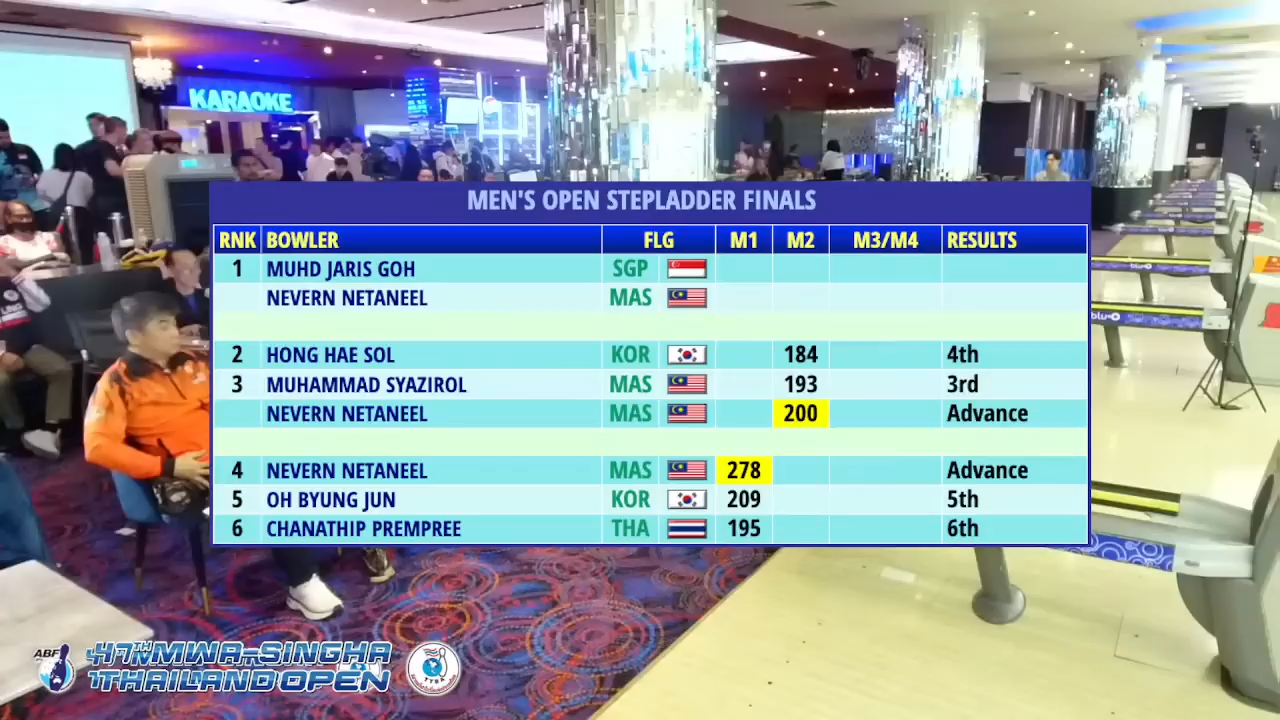 KARAOKE
MEN'S OPEN STEPLADDER FINALS
RNK BOWLER FLG M1 M2 M3/M4 RESULTS
1 MUHD JARIS GOH SGP
NEVERN NETANEEL MAS
2 HONG HAE SOL KOR 184 4th
3 MUHAMMAD SYAZIROL MAS 193 3rd
NEVERN NETANEEL MAS 200 Advance
4 NEVERN NETANEEL MAS 278 Advance
5 OH BYUNG JUN KOR 209 5th
6 CHANATHIP PREMPREE THA 195 6th
ABF
47TH MWA-SINGHA
THAILAND OPEN